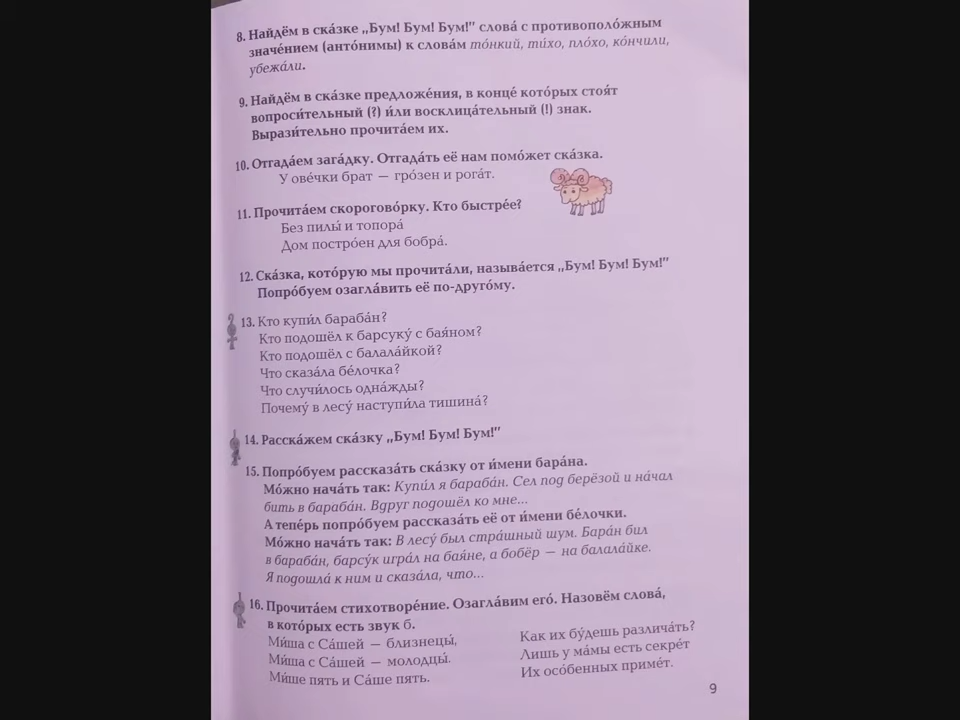 8. Найдём в ска́зке „Бум! Бум! Бум!" слова́ с противополо́жным
значе́нием (анто́нимы) к слова́м то́нкий, ти́хо, пло́хо, ко́нчили,
убежа́ли.
9. Найдём в ска́зке предложе́ния, в конце́ кото́рых стоя́т
вопроси́тельный (?) и́ли восклица́тельный (!) знак.
Вырази́тельно прочита́ем их.
10. Отгада́ем зага́дку. Отгада́ть её нам помо́жет ска́зка.
У ове́чки брат — гро́зен и рога́т.
11. Прочита́ем скорогово́рку. Кто быстре́е?
Без пилы́ и топора́
Дом постро́ен для бобра́.
12. Ска́зка, кото́рую мы прочита́ли, называ́ется „Бум! Бум! Бум!"
Попро́буем озагла́вить её по-друго́му.
13. Кто купи́л бараба́н?
Кто подошёл к барсуку́ с бая́ном?
Кто подошёл с балала́йкой?
Что сказа́ла бе́лочка?
Что случи́лось одна́жды?
Почему́ в лесу́ наступи́ла тишина́?
14. Расска́жем ска́зку „Бум! Бум! Бум!"
15. Попро́буем рассказа́ть ска́зку от и́мени бара́на.
Мо́жно нача́ть так: Купи́л я бараба́н. Сел под берёзой и на́чал
бить в бараба́н. Вдруг подошёл ко мне...
А тепе́рь попро́буем рассказа́ть её от и́мени бе́лочки.
Мо́жно нача́ть так: В лесу́ был стра́шный шум. Бара́н бил
в бараба́н, барсу́к игра́л на бая́не, а бобёр — на балала́йке.
Я подошла́ к ним и сказа́ла, что...
16. Прочита́ем стихотворе́ние. Озагла́вим его́. Назовём слова́,
в кото́рых есть звук б.
Ми́ша с Са́шей — близнецы́,
Ми́ша с Са́шей — молодцы́.
Ми́ше пять и Са́ше пять.
Как их бу́дешь различа́ть?
Лишь у ма́мы есть секре́т
Их осо́бенных приме́т.
9